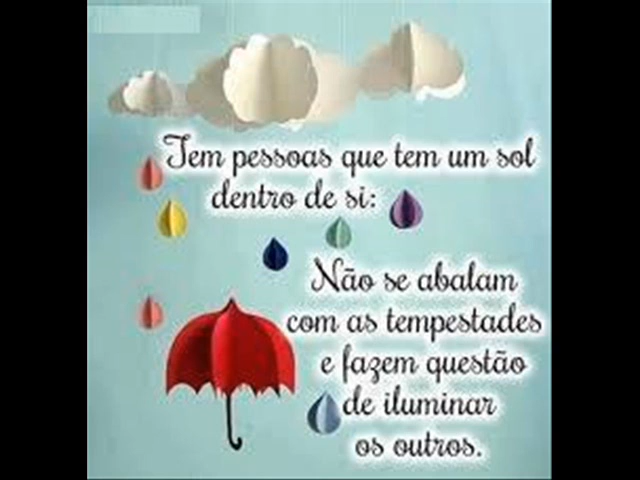 Tem pessoas que tem um sol
dentro de si:
Não se abalam
com as tempestades
e fazem questão
de iluminar
os outros.